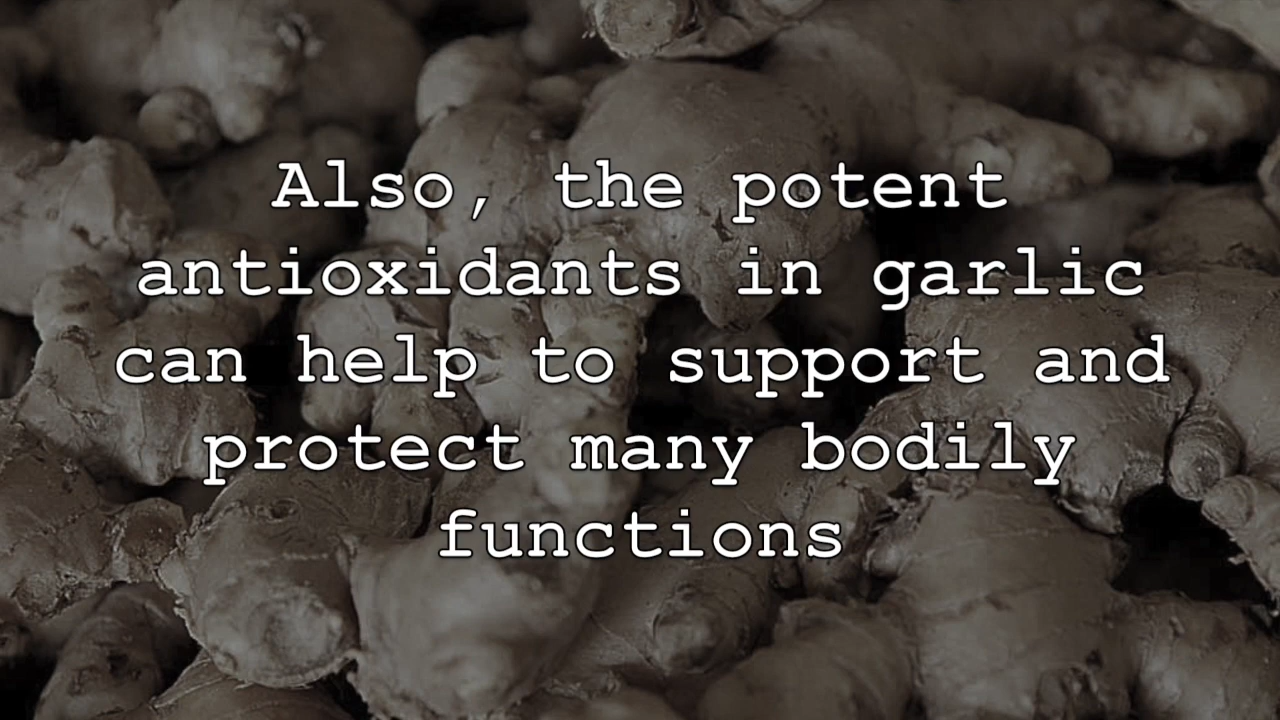 Also, the potent
antioxidants in garlic
can help to support and
protect many bodily
functions